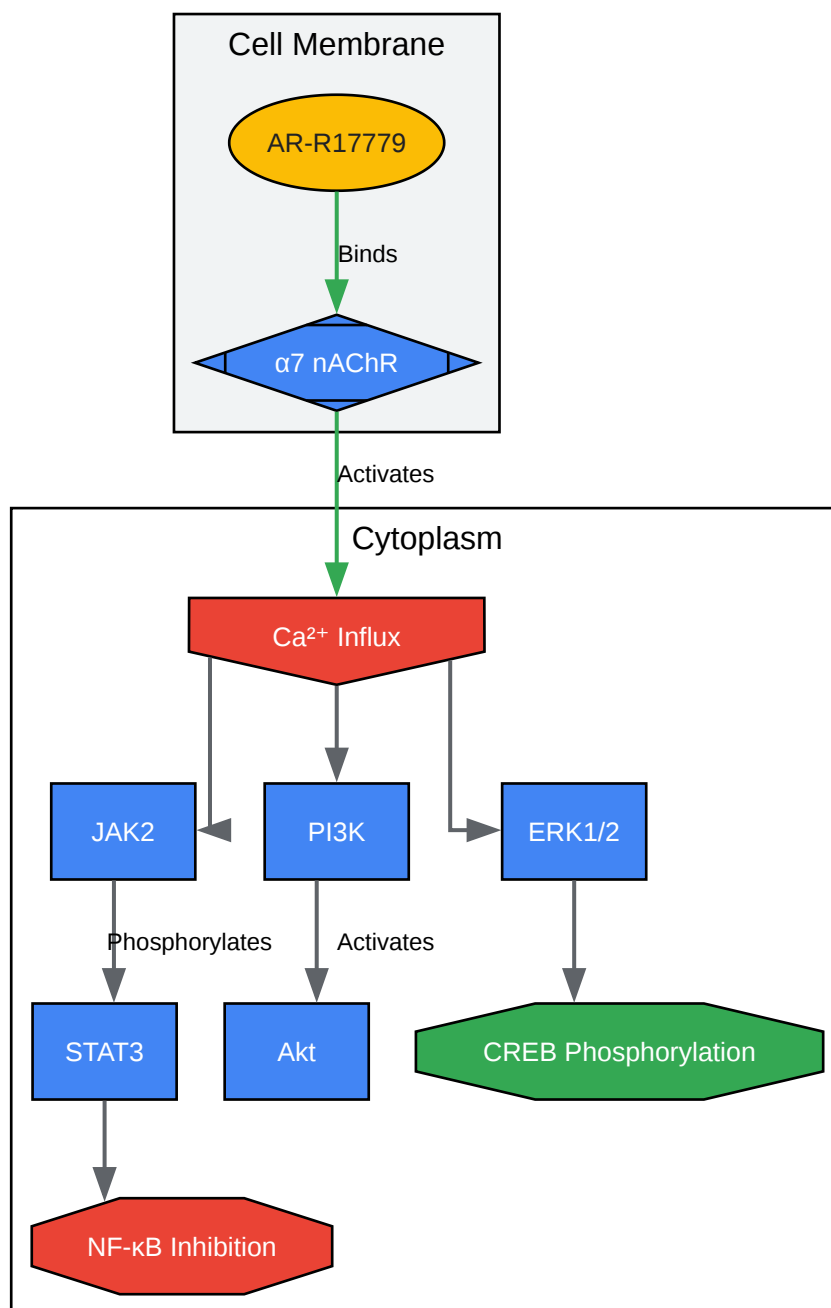 Cell Membrane
AR-R17779
Binds
α7 nAChR
Activates
Cytoplasm
Ca²⁺ Influx
JAK2
PI3K
ERK1/2
Phosphorylates
Activates
STAT3
Akt
CREB Phosphorylation
NF-κB Inhibition